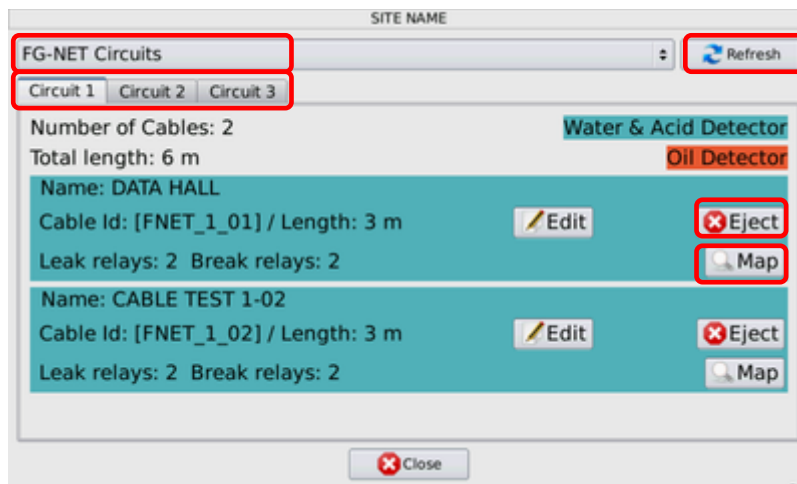 SITE NAME
FG-NET Circuits Refresh
Circuit 1 Circuit 2 Circuit 3
Number of Cables: 2 Water & Acid Detector
Total length: 6 m Oil Detector
Name: DATA HALL
Cable Id: [FNET_1_01] / Length: 3 m Edit Eject
Leak relays: 2 Break relays: 2 Map
Name: CABLE TEST 1-02
Cable Id: [FNET_1_02] / Length: 3 m Edit Eject
Leak relays: 2 Break relays: 2 Map
Close